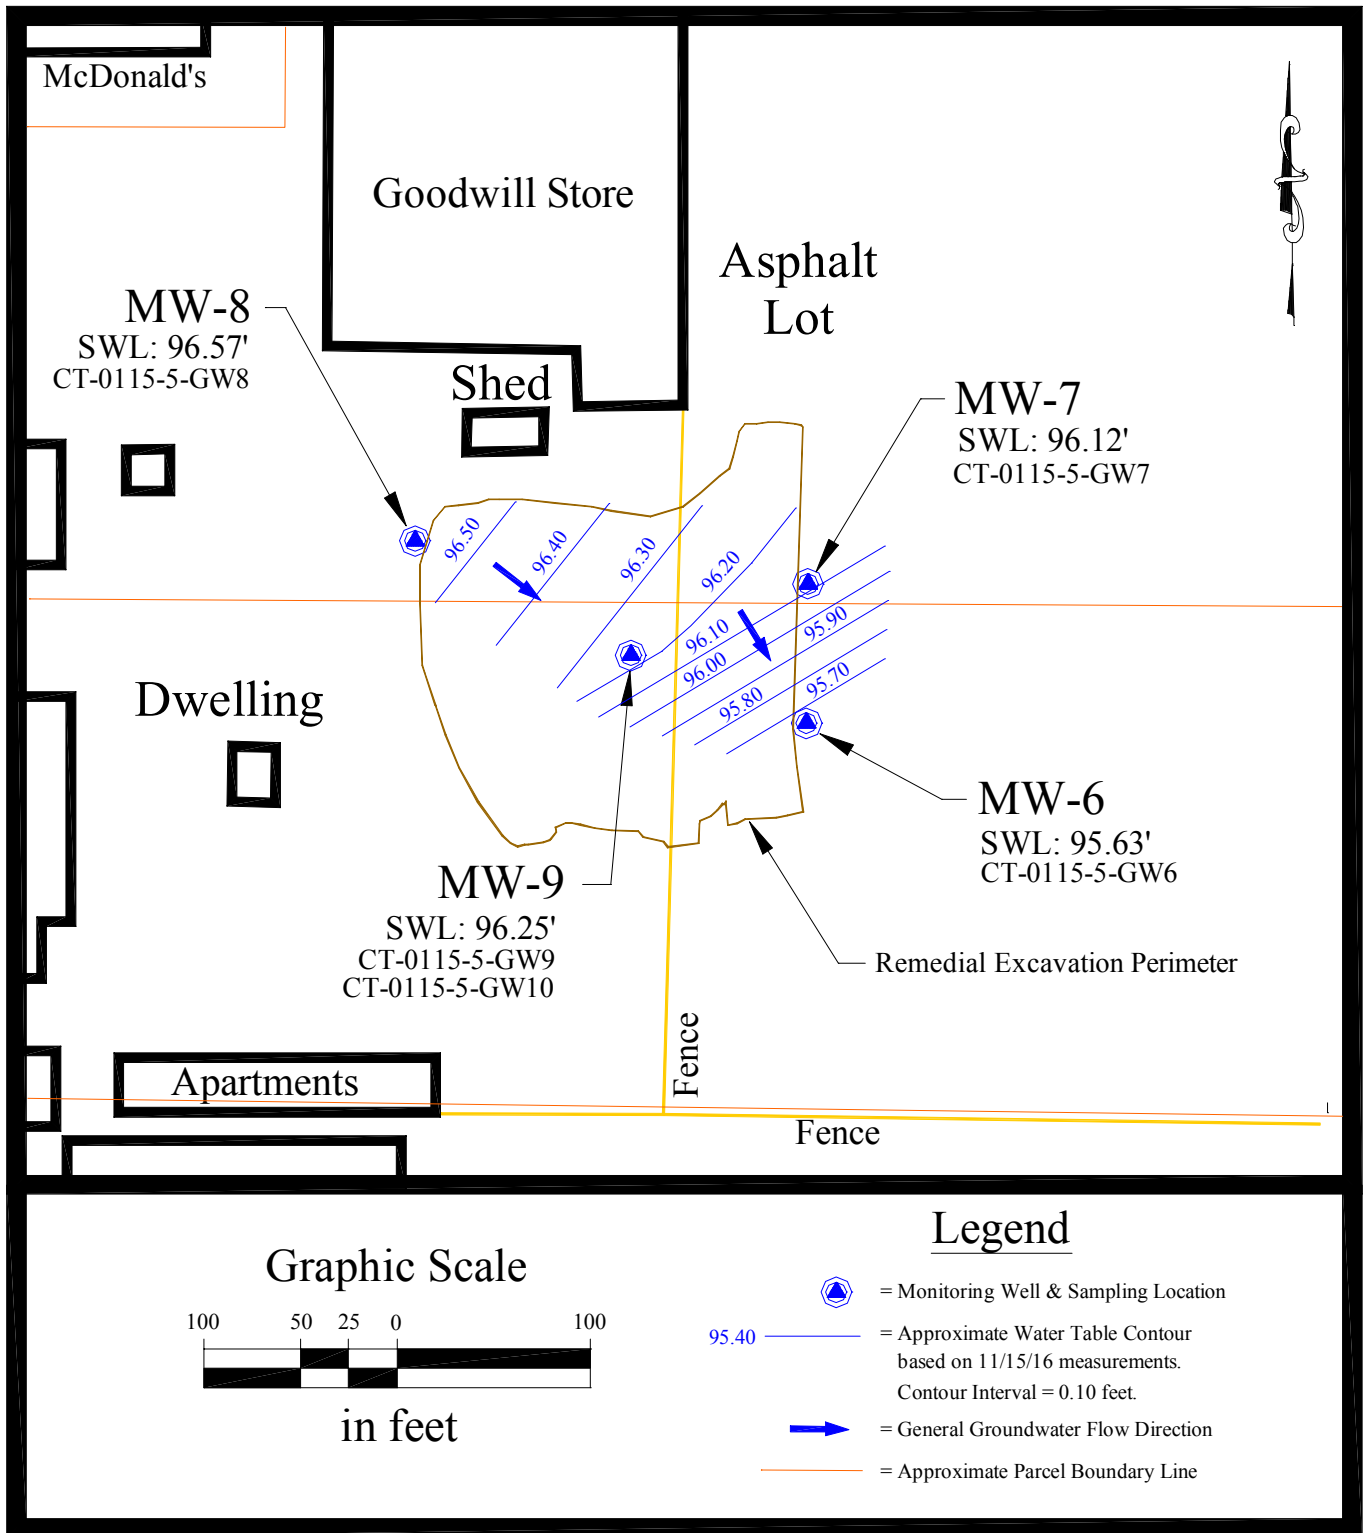 McDonald's
Goodwill Store
Asphalt
Lot
MW-8
SWL: 96.57'
CT-0115-5-GW8
Shed
MW-7
SWL: 96.12'
CT-0115-5-GW7
96.50
96.40
96.30
96.20
96.10
96.00
95.90
95.80
95.70
Dwelling
MW-6
SWL: 95.63'
CT-0115-5-GW6
MW-9
SWL: 96.25'
CT-0115-5-GW9
CT-0115-5-GW10
Remedial Excavation Perimeter
Fence
Apartments
Fence
Graphic Scale
100 50 25 0 100
in feet
Legend
= Monitoring Well & Sampling Location
95.40 = Approximate Water Table Contour
based on 11/15/16 measurements.
Contour Interval = 0.10 feet.
= General Groundwater Flow Direction
= Approximate Parcel Boundary Line